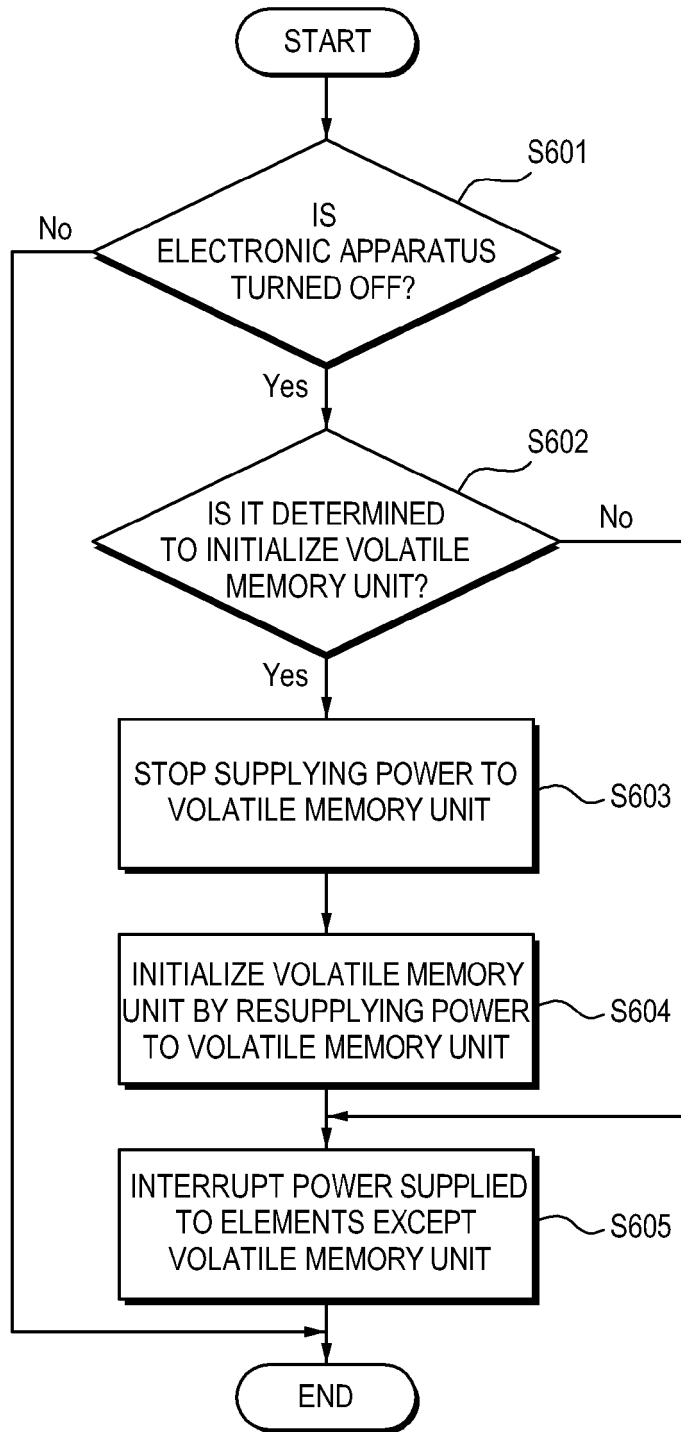 START
S601
IS
No
ELECTRONIC APPARATUS
TURNED OFF?
Yes
S602
IS IT DETERMINED
No
TO INITIALIZE VOLATILE
MEMORY UNIT?
Yes
STOP SUPPLYING POWER TO
VOLATILE MEMORY UNIT
S603
INITIALIZE VOLATILE MEMORY
UNIT BY RESUPPLYING POWER
TO VOLATILE MEMORY UNIT
S604
INTERRUPT POWER SUPPLIED
TO ELEMENTS EXCEPT
VOLATILE MEMORY UNIT
S605
END